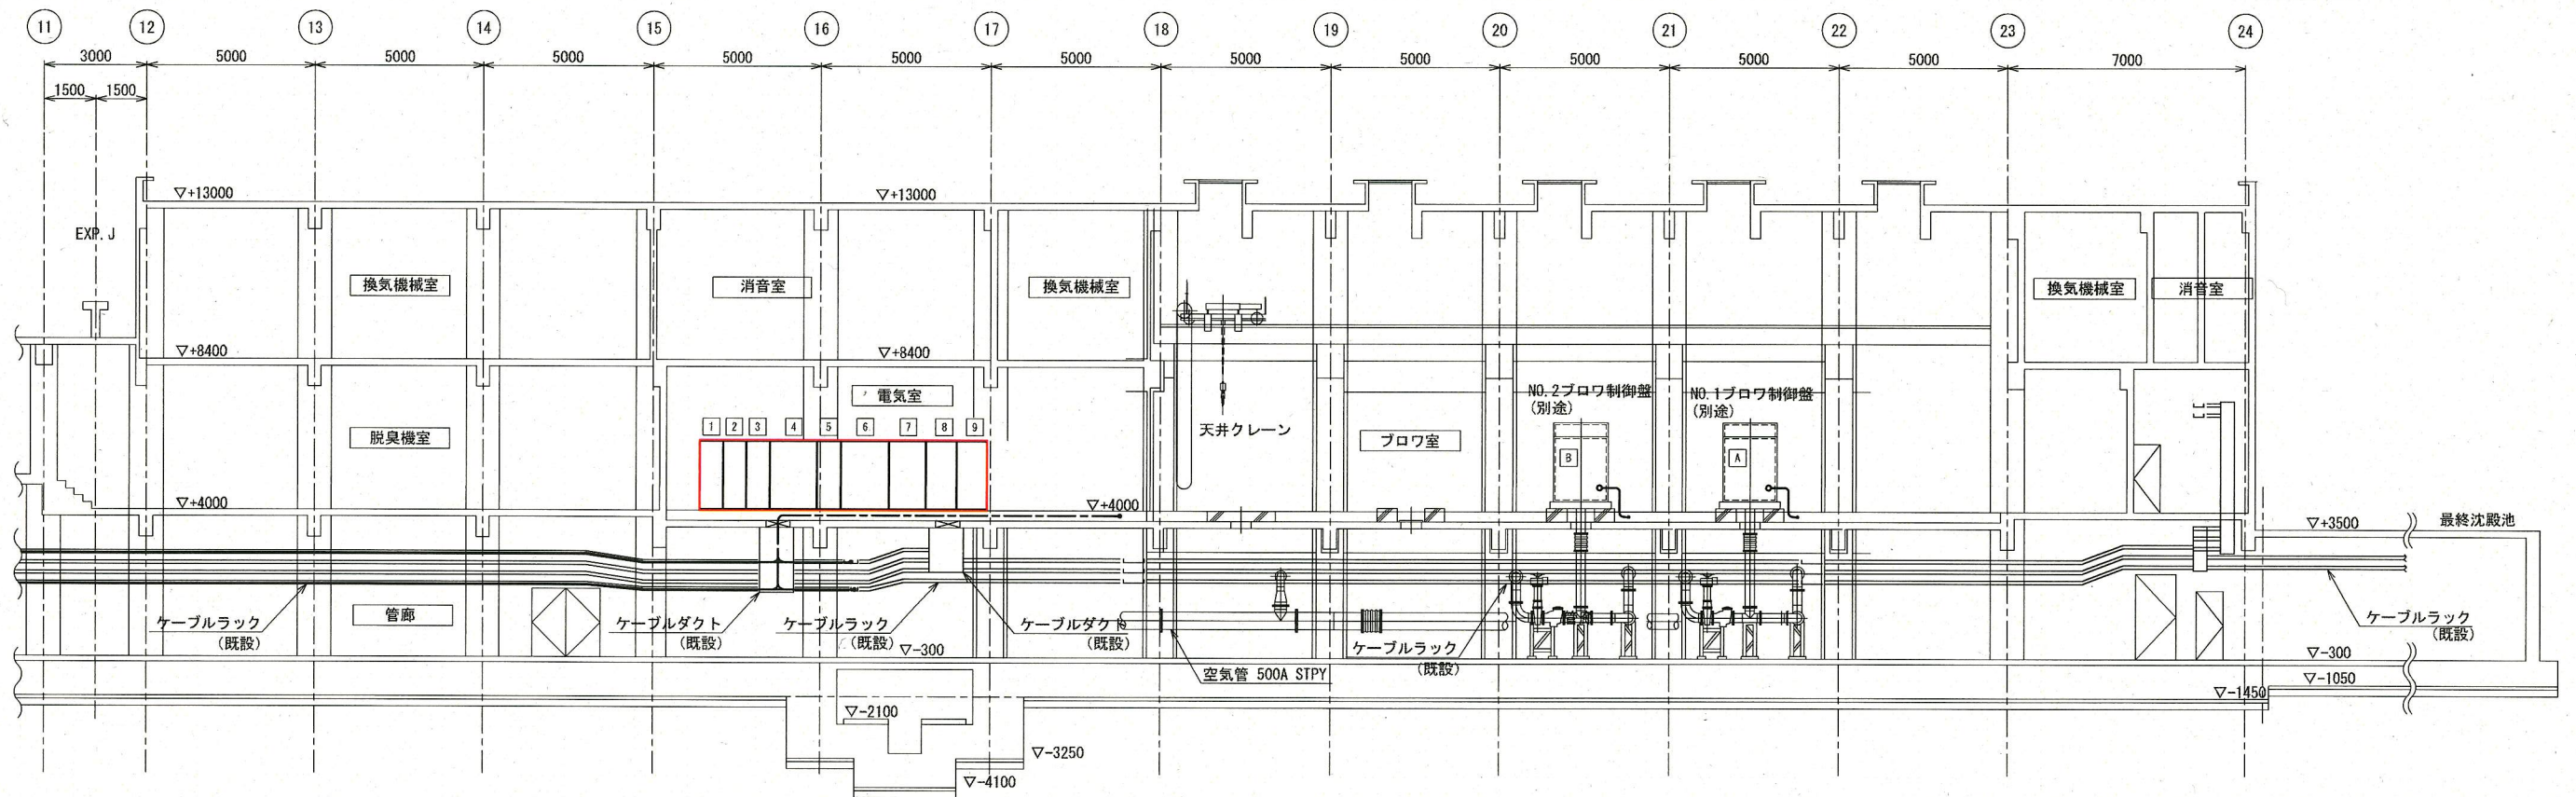 11 12 13 14 15 16 17 18 19 20 21 22 23 24
3000 5000 5000 5000 5000 5000 5000 5000 5000 5000 5000 5000 7000
1500 1500
▽+13000 ▽+13000
EXP. J
換気機械室 消音室 換気機械室 換気機械室 消音室
▽+8400 ▽+8400
電気室
NO.2ブロワ制御盤 NO.1ブロワ制御盤
(別途) (別途)
1 2 3 4 5 6 7 8 9
天井クレーン
脱臭機室 ブロワ室
B A
▽+4000 ▽+4000
▽+3500 最終沈殿池
管廊
ケーブルラック ケーブルダクト ケーブルラック ケーブルダクト ケーブルラック
(既設) (既設) (既設) (既設) (既設)
ケーブルラック
(既設)
▽-300 ▽-300
空気管 500A STPY
▽-1050
▽-1450
▽-2100
▽-3250
▽-4100